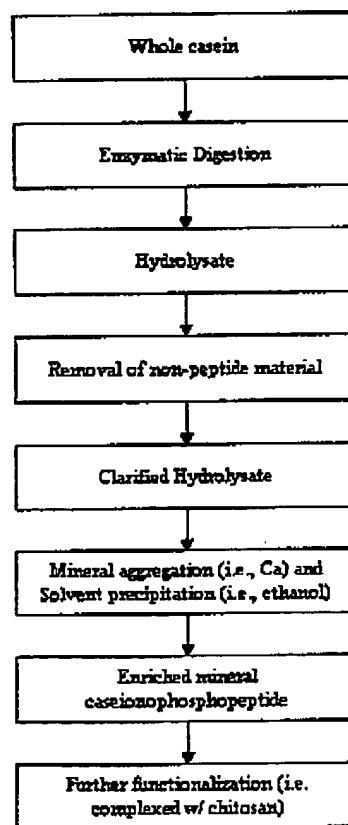 Whole casein
Enzymatic Digestion
Hydrolysate
Removal of non-peptide material
Clarified Hydrolysate
Mineral aggregation (i.e., Ca) and
Solvent precipitation (i.e., ethanol)
Enriched mineral
caseionophosphopeptide
Further functionalization (i.e.
complexed w/ chitosan)